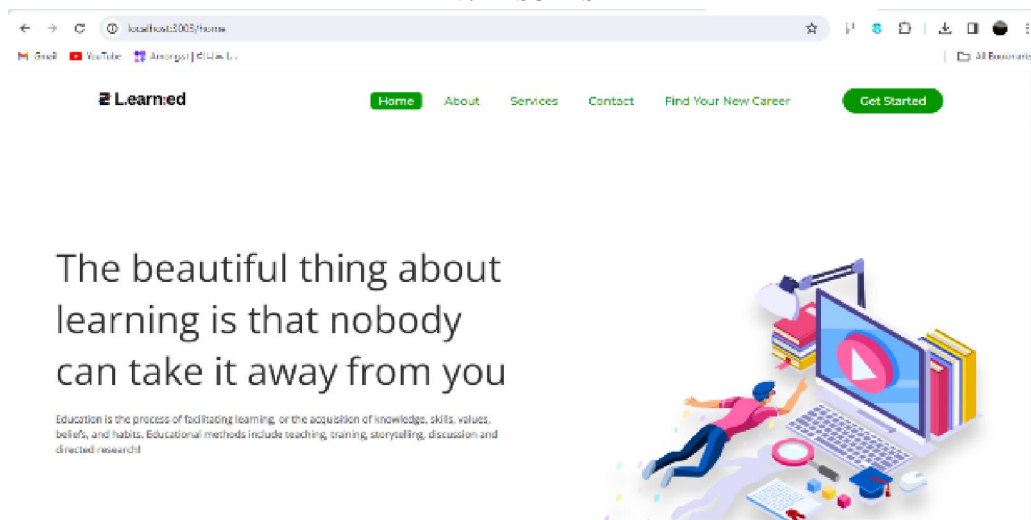 localhost:3003/home
Gmail YouTube All Bookmarks
L.earn:ed Home About Services Contact Find Your New Career Get Started
The beautiful thing about
learning is that nobody
can take it away from you
Education is the process of facilitating learning, or the acquisition of knowledge, skills, values,
beliefs, and habits. Educational methods include teaching, training, storytelling, discussion and
directed research!